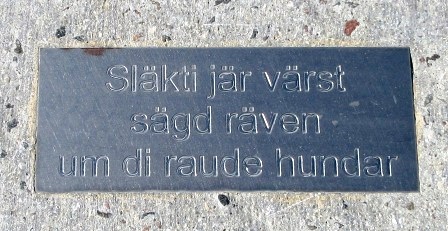 Släkti jär värst
sägd räven
um di raude hundar